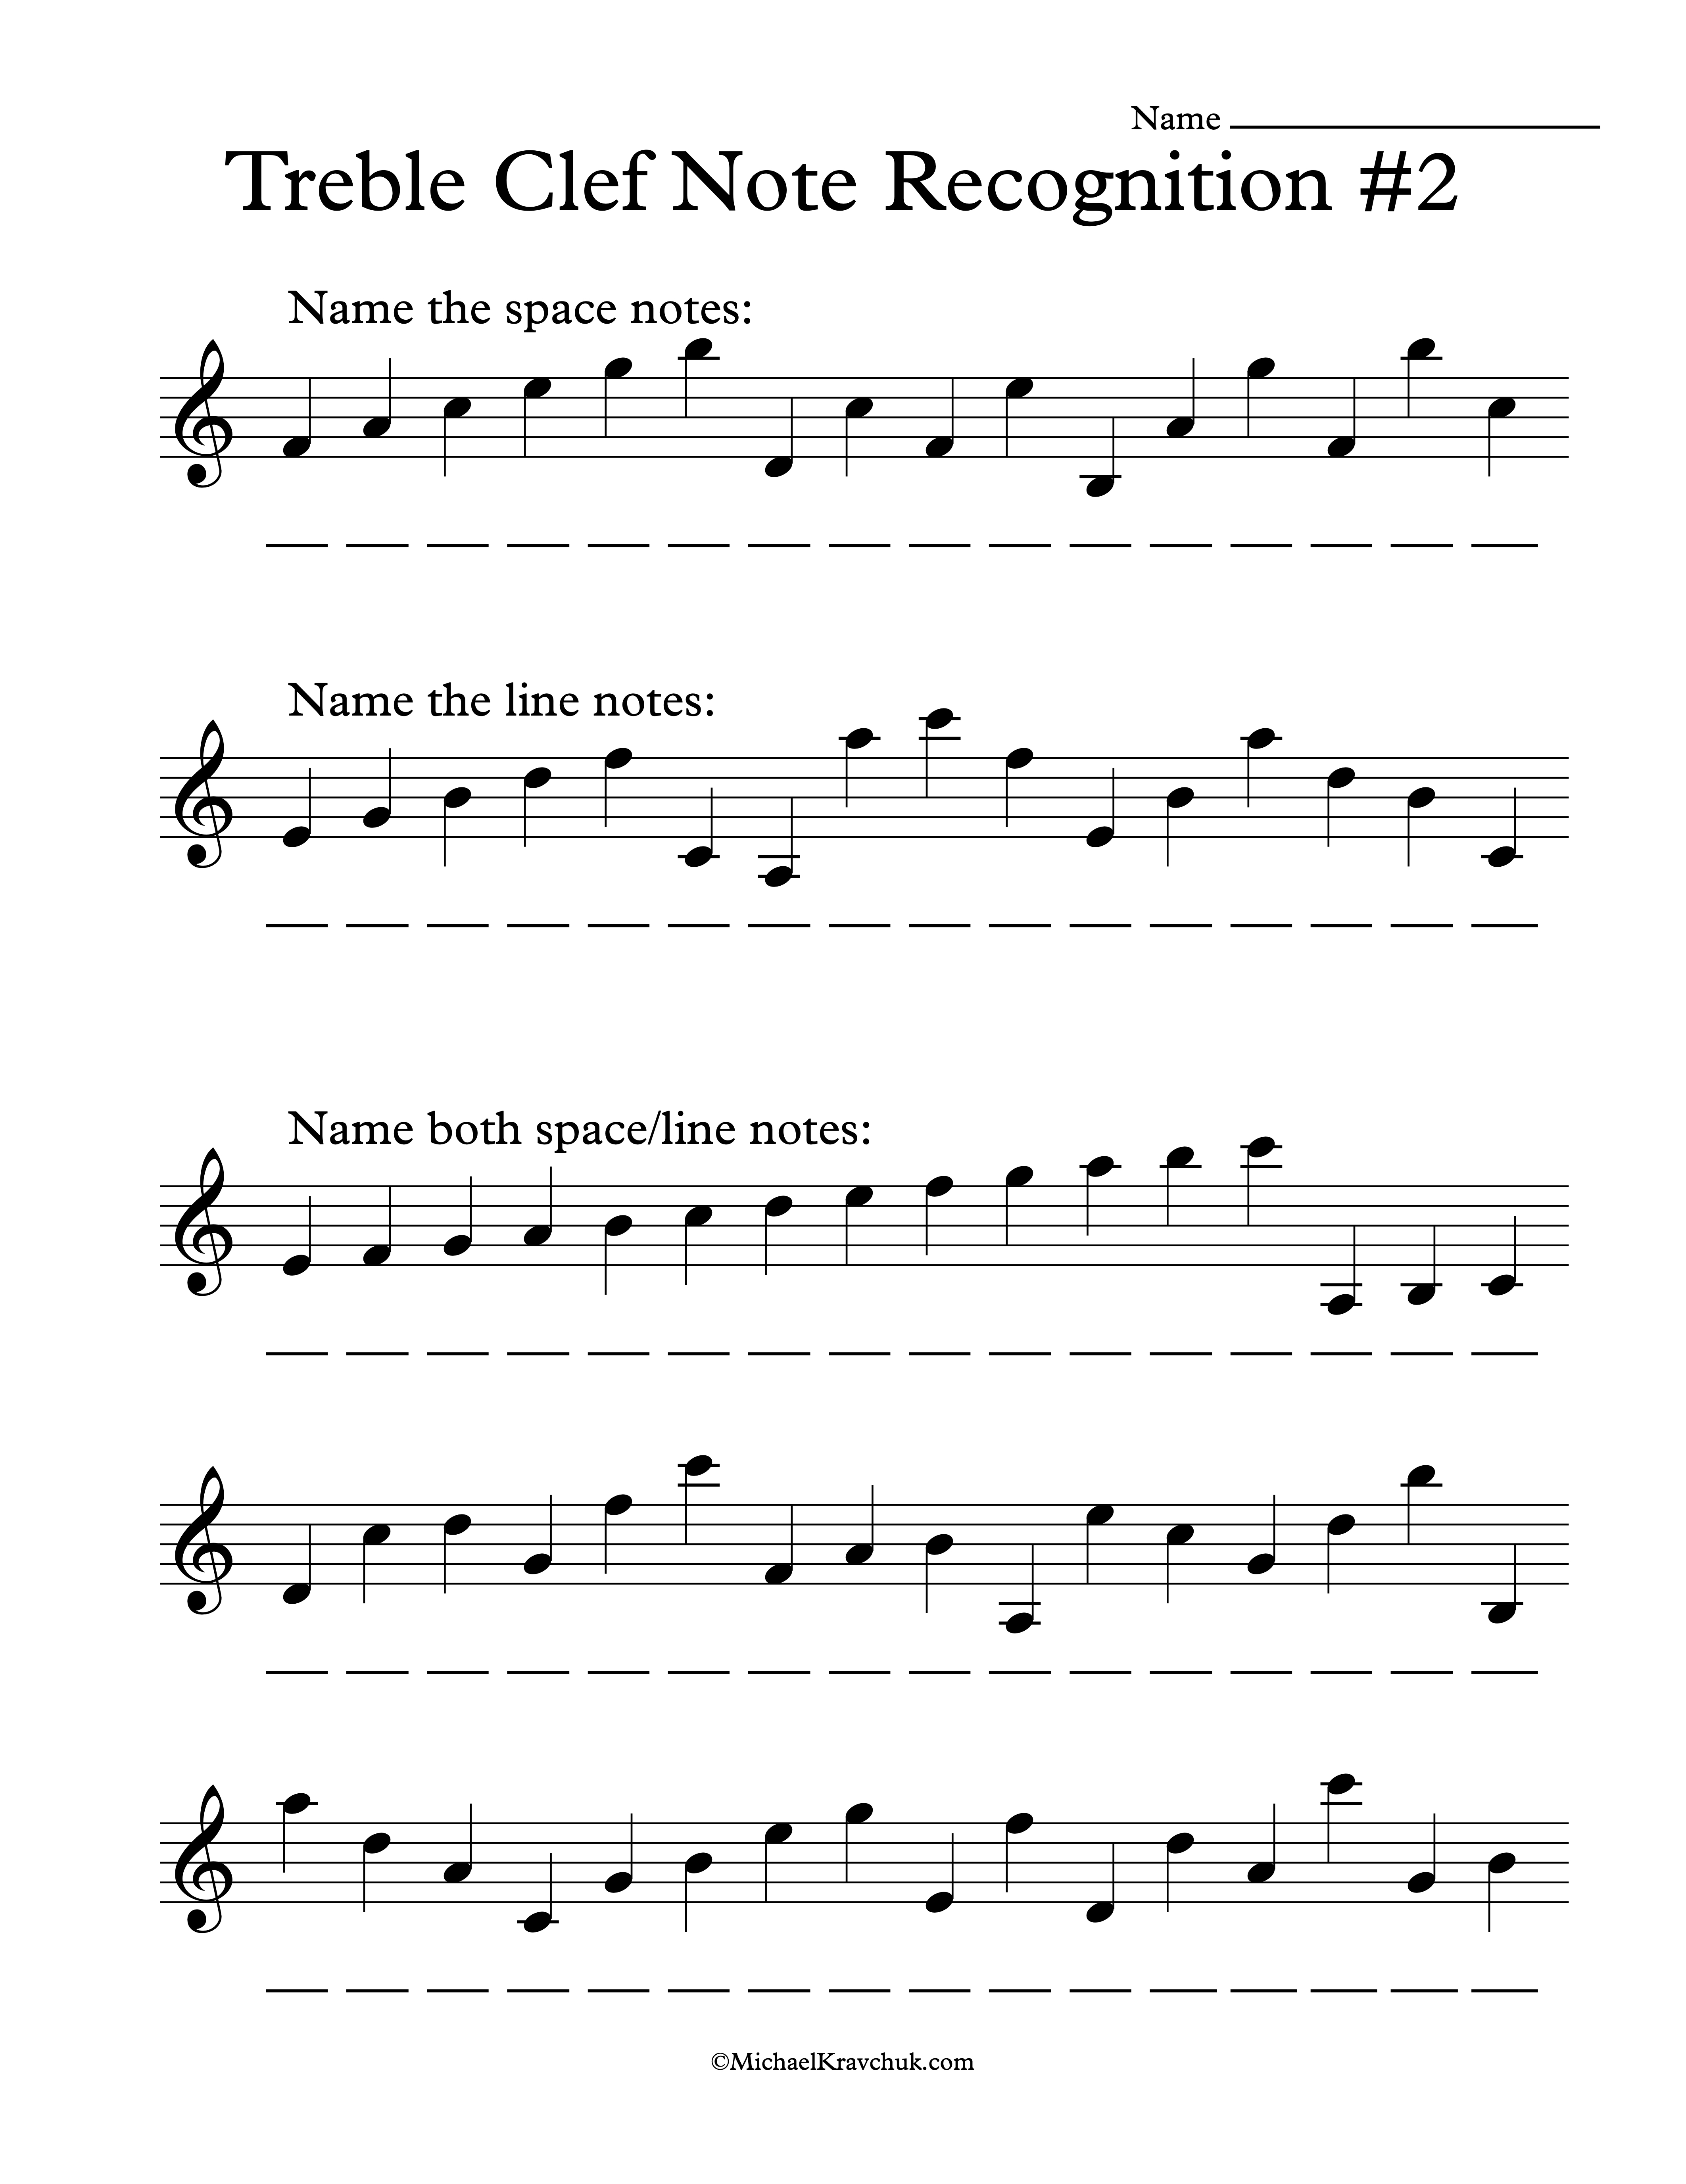 Name
Treble Clef Note Recognition #2
Name the space notes:
Name the line notes:
Name both space/line notes:
©MichaelKravchuk.com